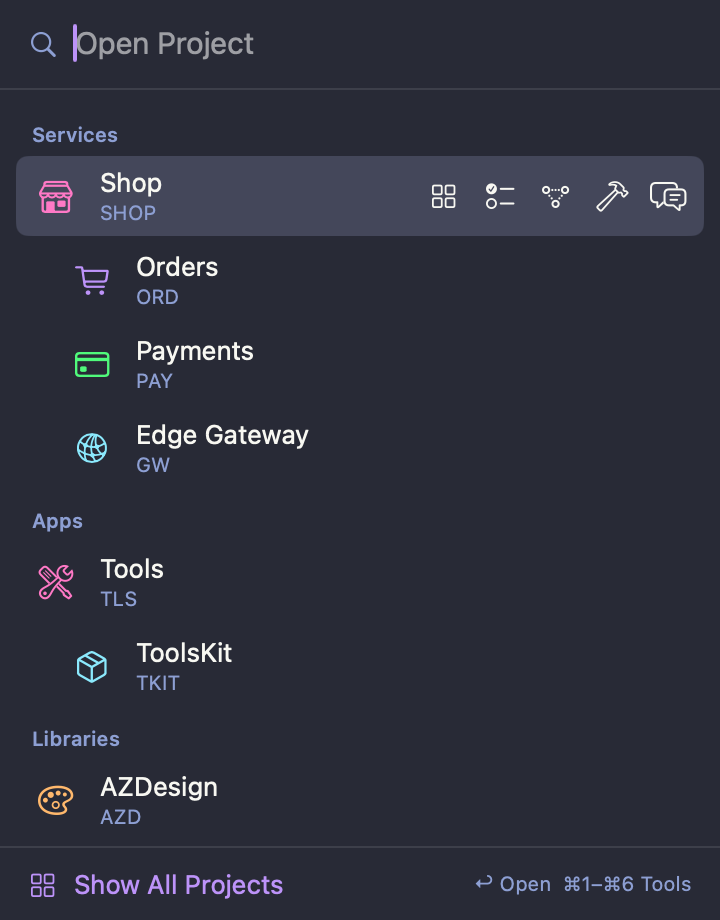 Open Project
Services
Shop
SHOP
Orders
ORD
Payments
PAY
Edge Gateway
GW
Apps
Tools
TLS
ToolsKit
TKIT
Libraries
AZDesign
AZD
Show All Projects
↩ Open ⌘1–⌘6 Tools